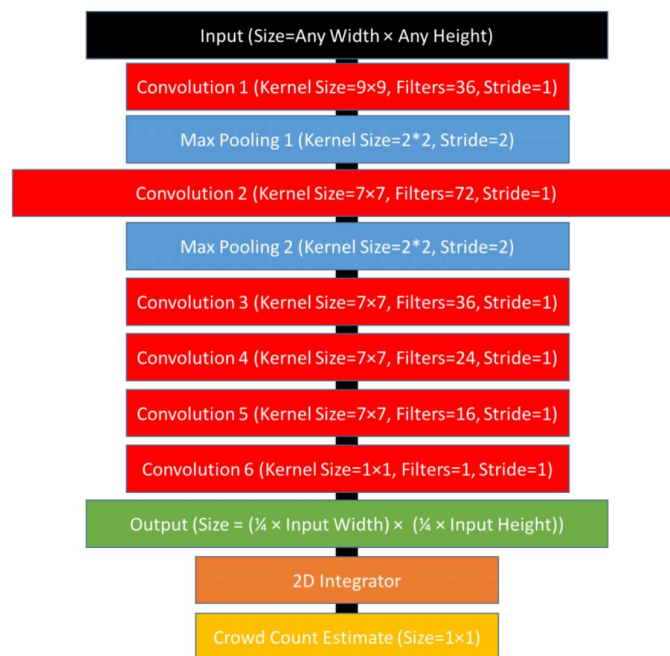 Input (Size=Any Width × Any Height)
Convolution 1 (Kernel Size=9×9, Filters=36, Stride=1)
Max Pooling 1 (Kernel Size=2*2, Stride=2)
Convolution 2 (Kernel Size=7×7, Filters=72, Stride=1)
Max Pooling 2 (Kernel Size=2*2, Stride=2)
Convolution 3 (Kernel Size=7×7, Filters=36, Stride=1)
Convolution 4 (Kernel Size=7×7, Filters=24, Stride=1)
Convolution 5 (Kernel Size=7×7, Filters=16, Stride=1)
Convolution 6 (Kernel Size=1×1, Filters=1, Stride=1)
Output (Size = (¼ × Input Width) × (¼ × Input Height))
2D Integrator
Crowd Count Estimate (Size=1×1)